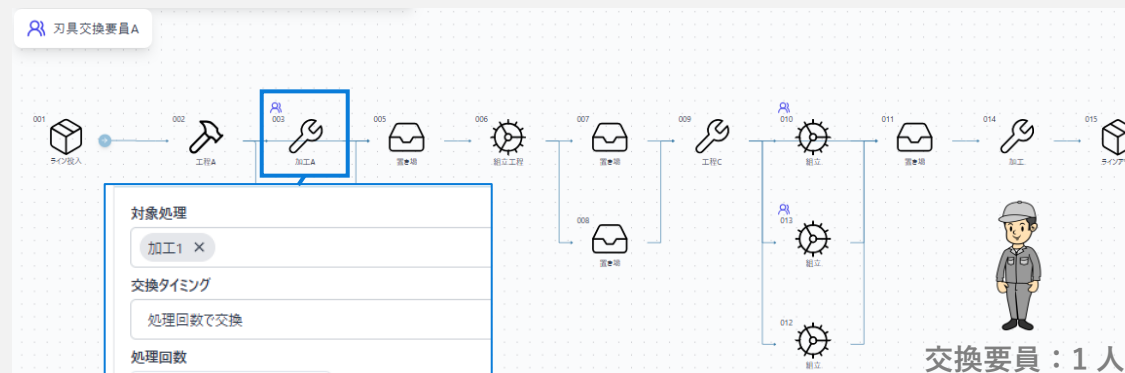 刃具交換要員A
001
ライン投入
002
工程A
003
加工A
005
置き場
006
組立工程
007
置き場
009
工程C
010
組立
011
置き場
014
加工
015
008
置き場
013
組立
012
組立
対象処理
加工1 ×
交換タイミング
処理回数で交換
処理回数
交換要員：1 人